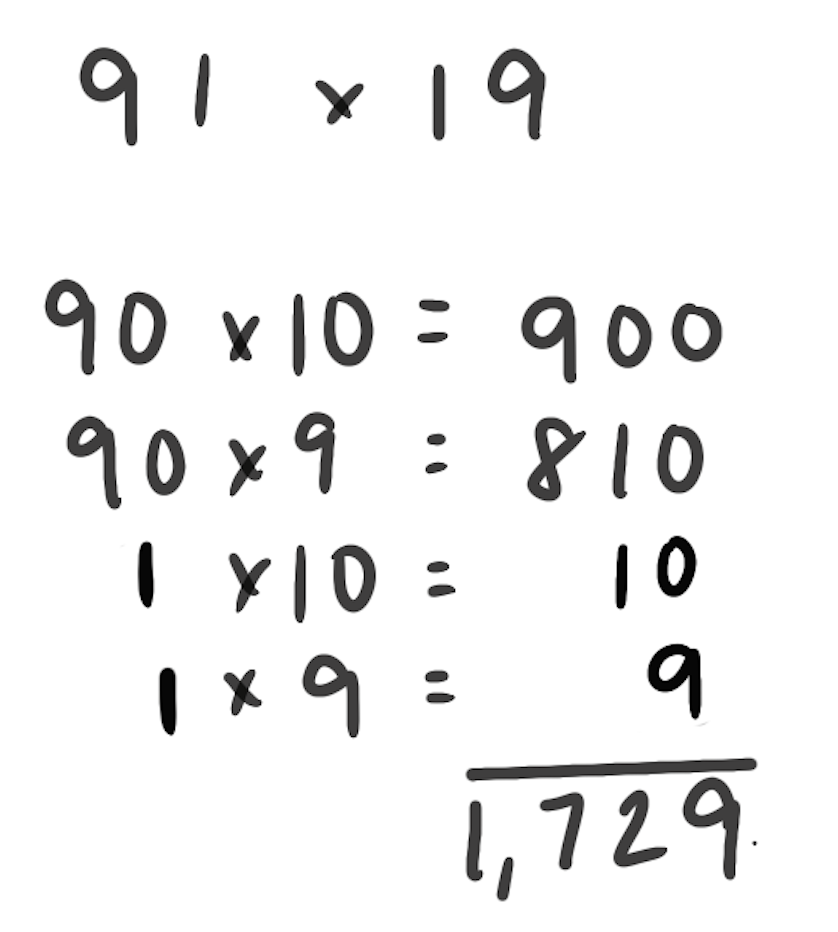 91 x 19
90 x 10 = 900
90 x 9 = 810
1 x 10 = 10
1 x 9 = 9
1,729